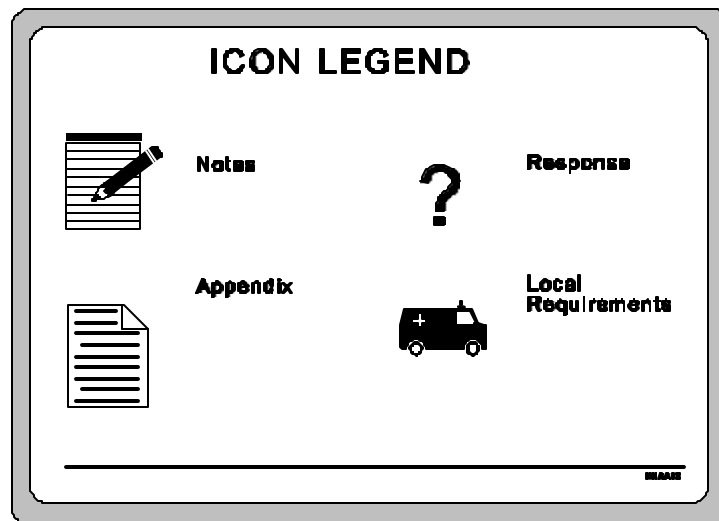 ICON LEGEND
Notes
Response
Appendix
Local
Requirements